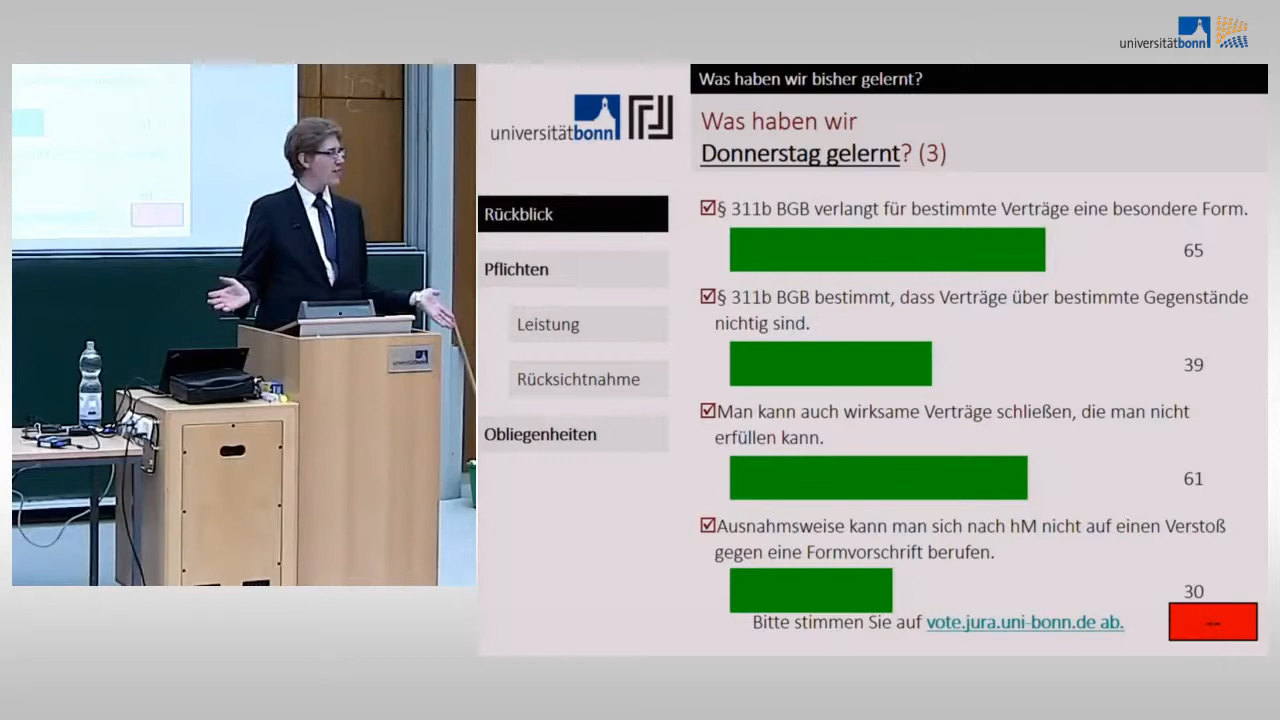 universitätbonn
Was haben wir bisher gelernt?
universitätbonn
Was haben wir
Donnerstag gelernt? (3)
Rückblick
Pflichten
Leistung
Rücksichtnahme
Obliegenheiten
§ 311b BGB verlangt für bestimmte Verträge eine besondere Form.
65
§ 311b BGB bestimmt, dass Verträge über bestimmte Gegenstände
nichtig sind.
39
Man kann auch wirksame Verträge schließen, die man nicht
erfüllen kann.
61
Ausnahmsweise kann man sich nach hM nicht auf einen Verstoß
gegen eine Formvorschrift berufen.
30
Bitte stimmen Sie auf vote.jura.uni-bonn.de ab.
universitätbonn